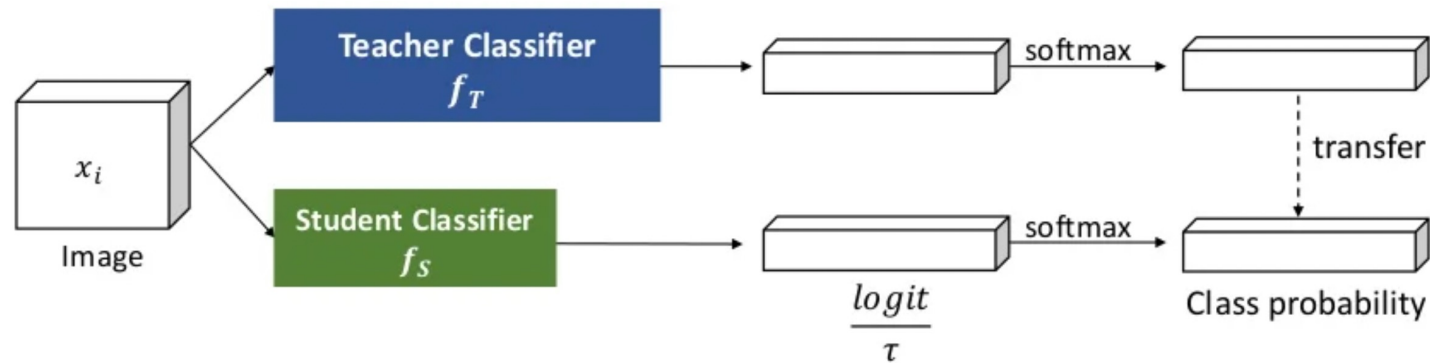 Teacher Classifier
f_T
softmax
transfer
x_i
Image
Student Classifier
f_S
softmax
logit
τ
Class probability